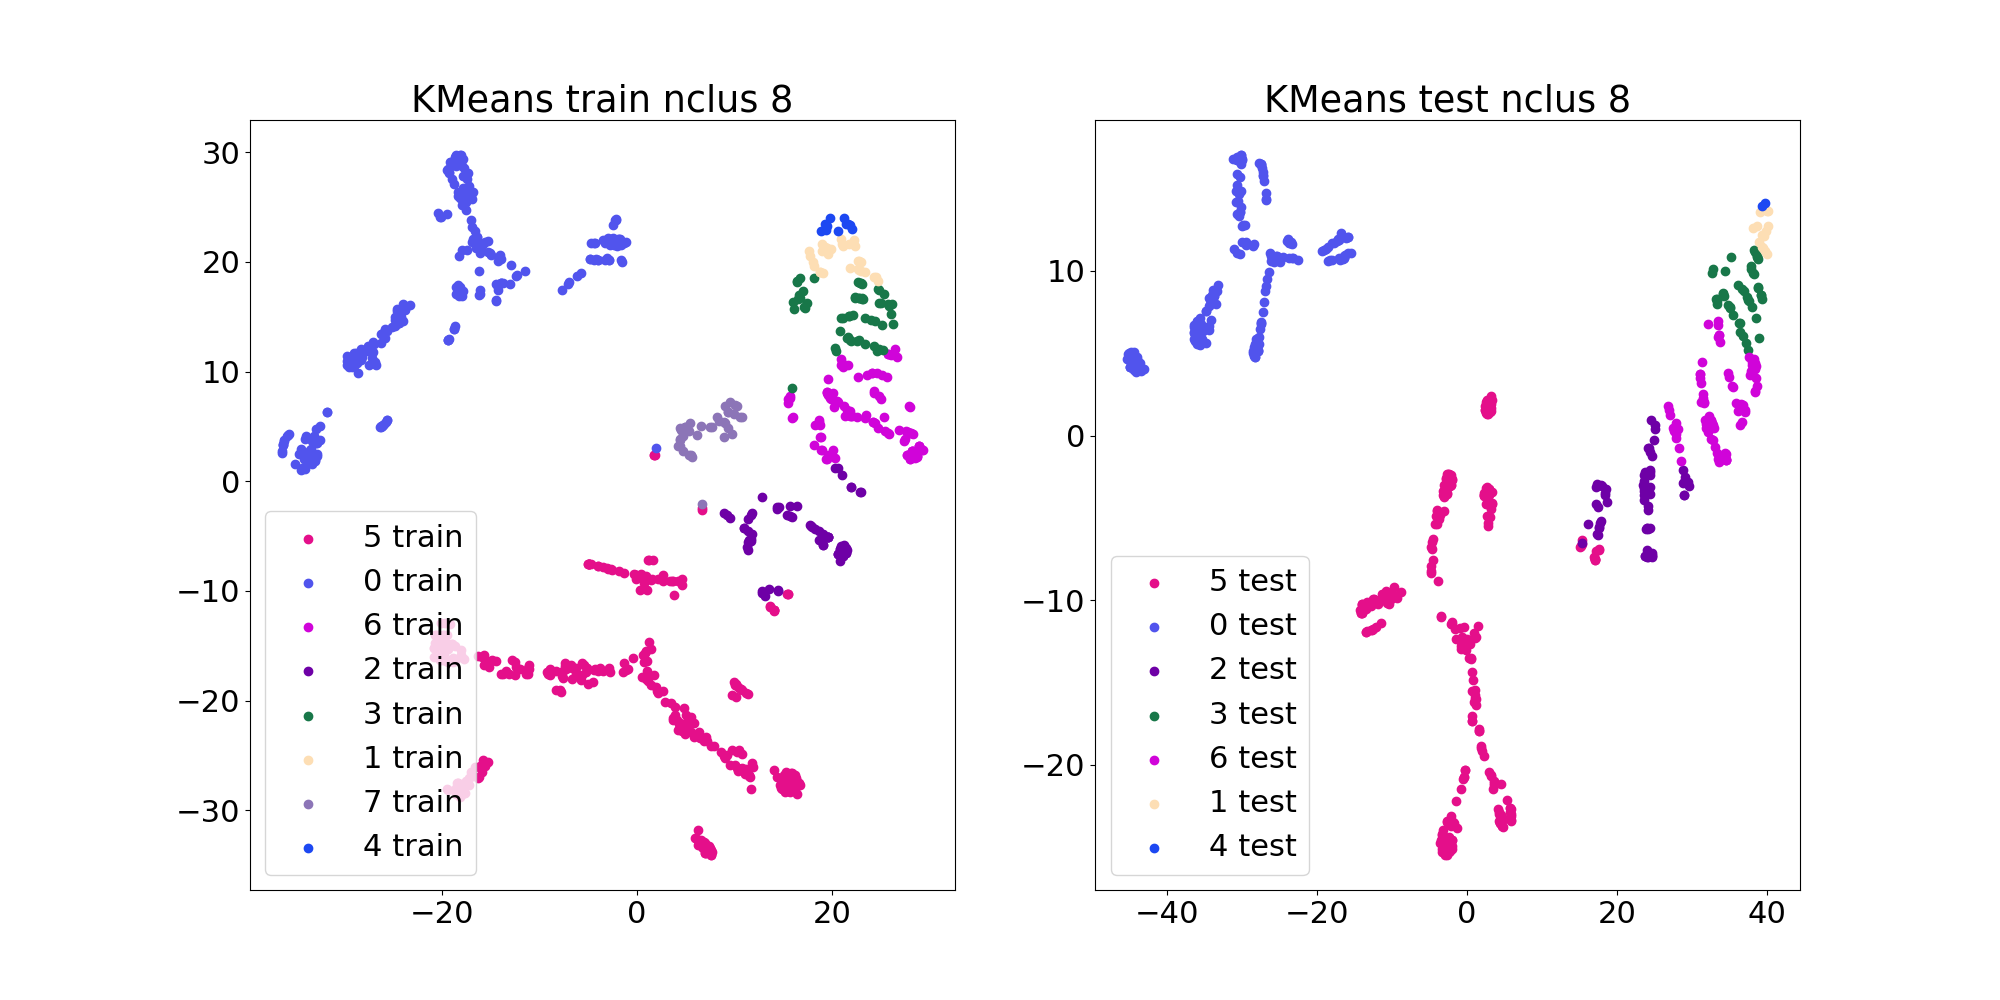 KMeans train nclus 8
30
20
10
0
−10
−20
−30
5 train
0 train
6 train
2 train
3 train
1 train
7 train
4 train
−20
0
20
KMeans test nclus 8
10
0
−10
−20
5 test
0 test
2 test
3 test
6 test
1 test
4 test
−40
−20
0
20
40